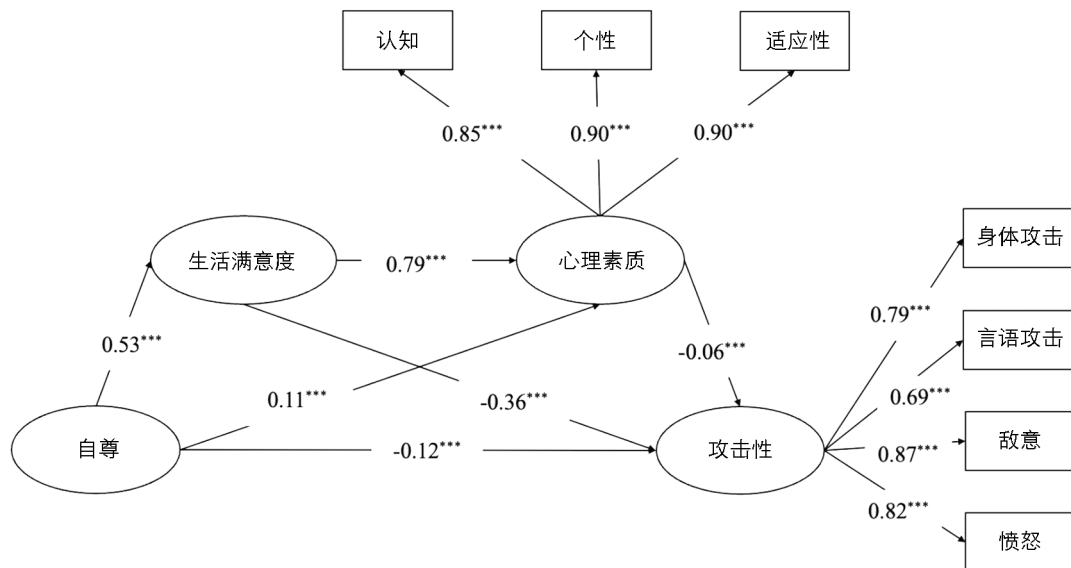 认知
个性
适应性
0.85***
0.90***
0.90***
生活满意度
0.79***
心理素质
身体攻击
0.79***
0.53***
-0.06***
言语攻击
0.11***
-0.36***
0.69***
自尊
-0.12***
攻击性
0.87***
敌意
0.82***
愤怒